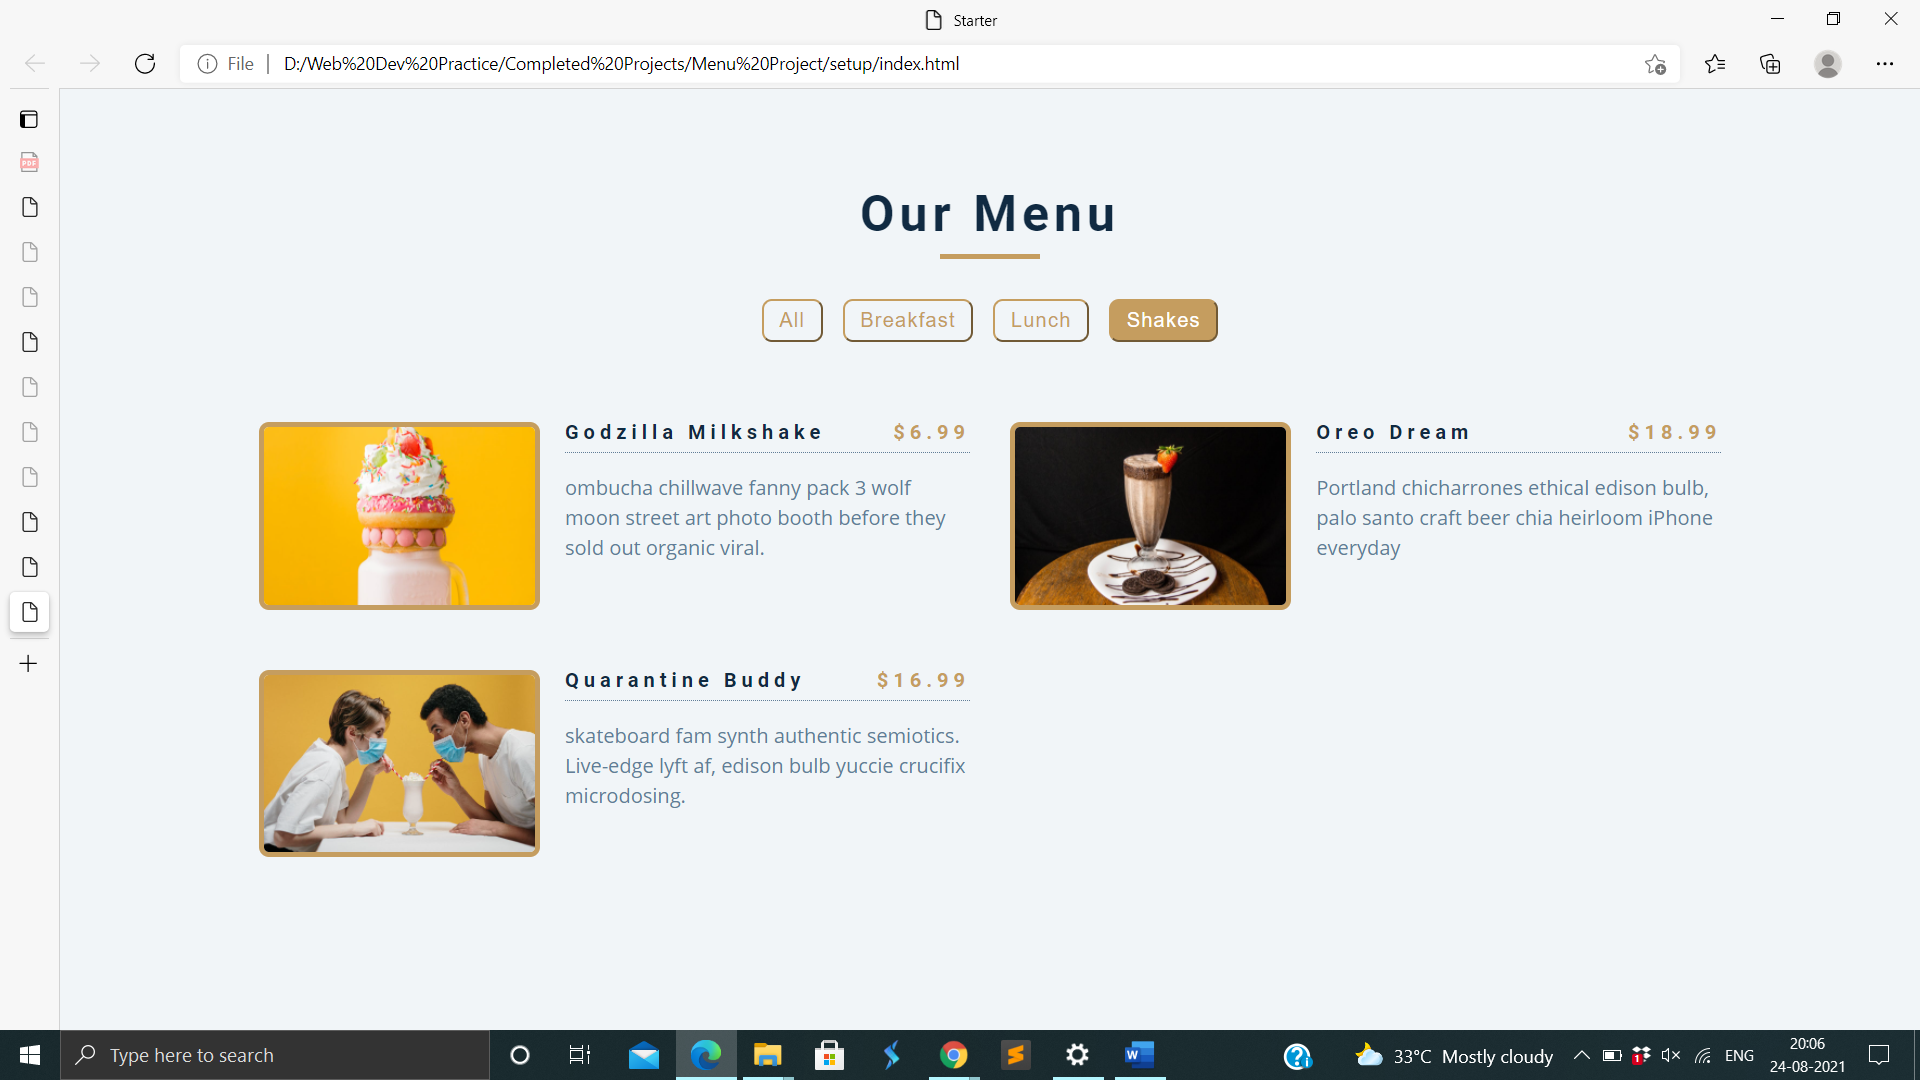 Starter
File
D:/Web%20Dev%20Practice/Completed%20Projects/Menu%20Project/setup/index.html
PDF
Our Menu
All
Breakfast
Lunch
Shakes
Godzilla Milkshake
$6.99
ombucha chillwave fanny pack 3 wolf
moon street art photo booth before they
sold out organic viral.
Oreo Dream
$18.99
Portland chicharrones ethical edison bulb,
palo santo craft beer chia heirloom iPhone
everyday
Quarantine Buddy
$16.99
skateboard fam synth authentic semiotics.
Live-edge lyft af, edison bulb yuccie crucifix
microdosing.
Type here to search
33°C Mostly cloudy
1
ENG
20:06
24-08-2021